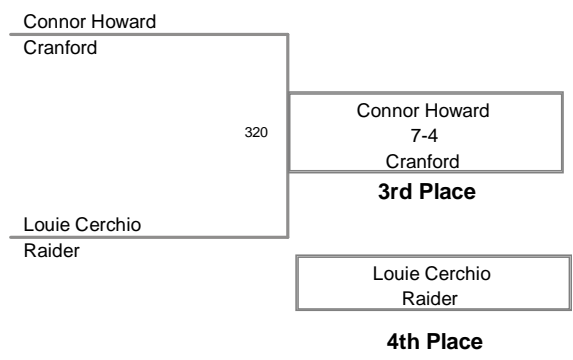 Connor Howard
Cranford
320
Connor Howard
7-4
Cranford
3rd Place
Louie Cerchio
Raider
Louie Cerchio
Raider
4th Place